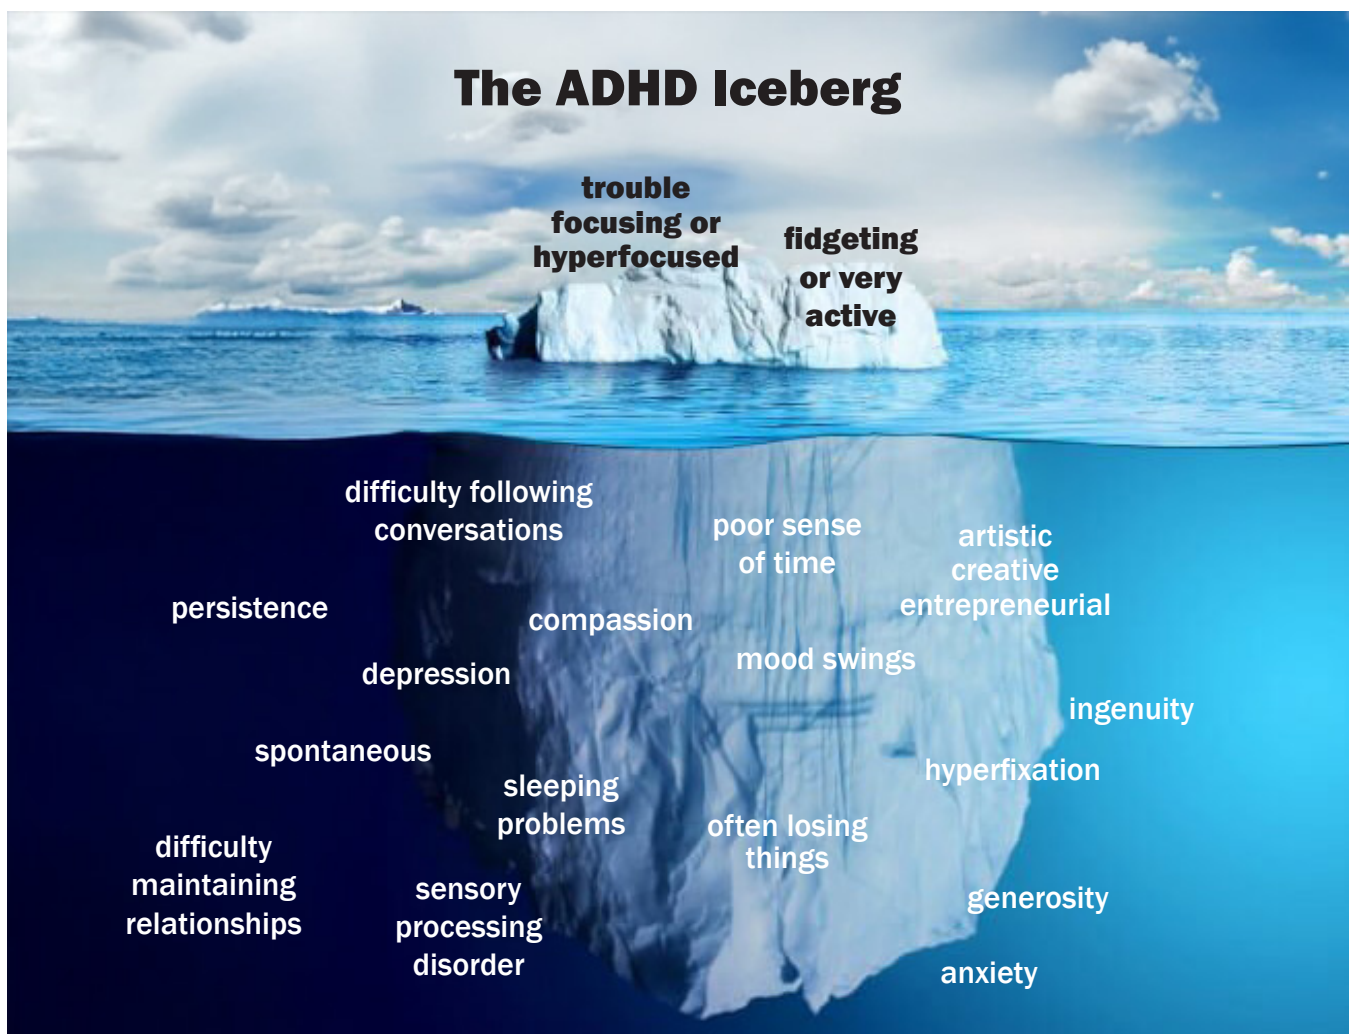 The ADHD Iceberg
trouble
focusing or
hyperfocused
fidgeting
or very
active
difficulty following
conversations
poor sense
of time
artistic
creative
entrepreneurial
persistence
compassion
mood swings
depression
ingenuity
spontaneous
hyperfixation
sleeping
problems
often losing
things
difficulty
maintaining
relationships
sensory
processing
disorder
generosity
anxiety